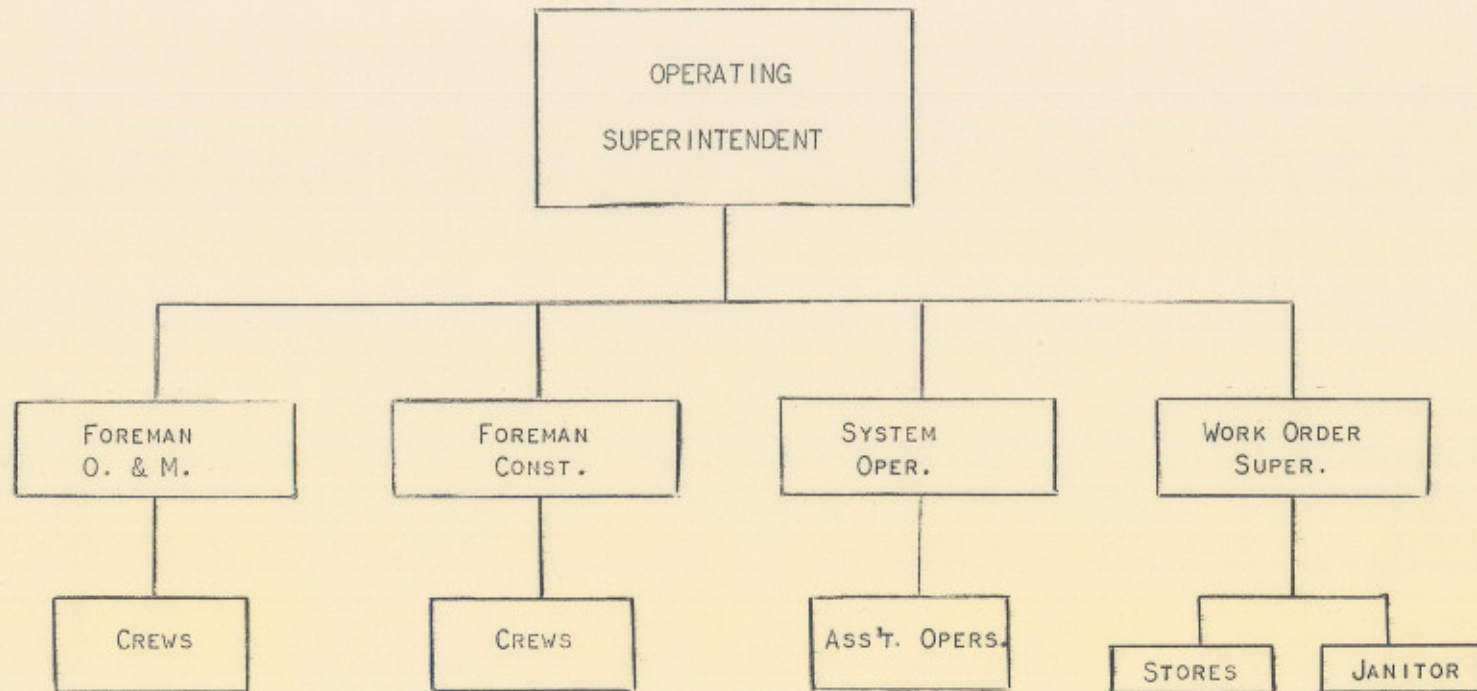 OPERATING
SUPERINTENDENT
FOREMAN
O. & M.
FOREMAN
CONST.
SYSTEM
OPER.
WORK ORDER
SUPER.
CREWS
CREWS
ASS'T. OPERS.
STORES
JANITOR